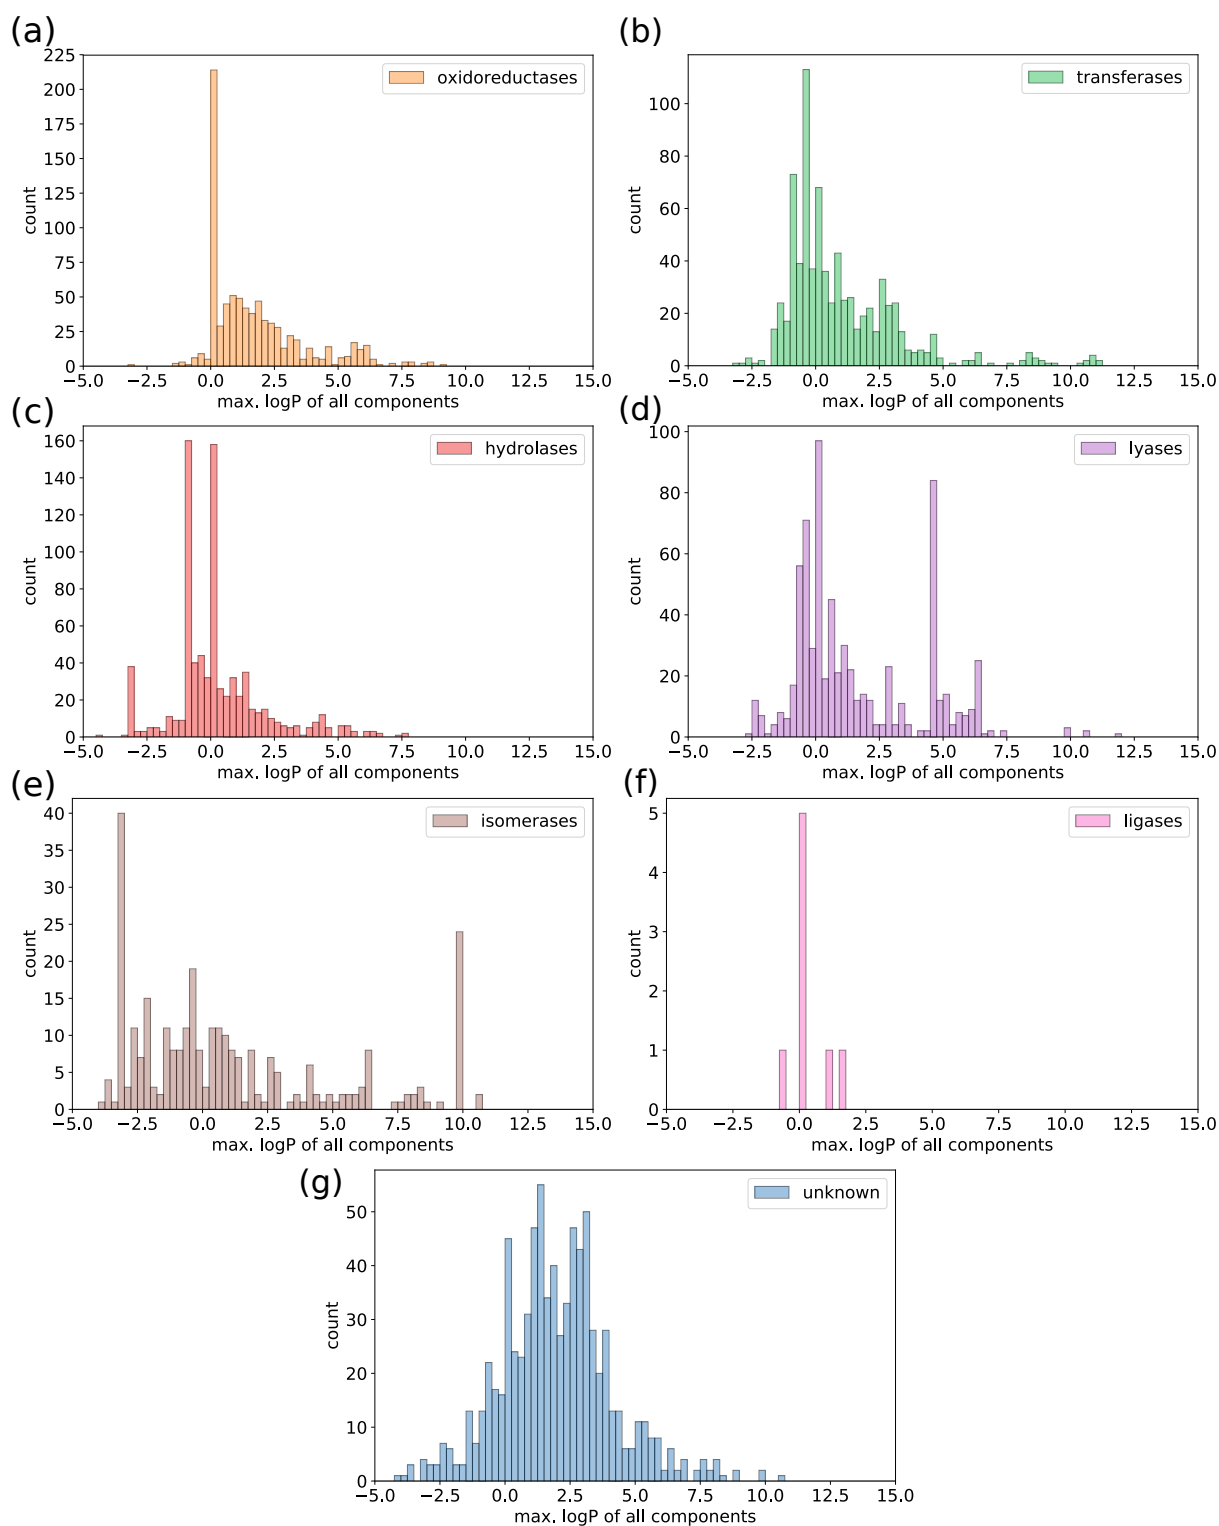 (a)
oxidoreductases
225
200
175
150
125
100
75
50
25
0
count
−5.0 −2.5 0.0 2.5 5.0 7.5 10.0 12.5 15.0
max. logP of all components
(b)
transferases
100
80
60
40
20
0
count
−5.0 −2.5 0.0 2.5 5.0 7.5 10.0 12.5 15.0
max. logP of all components
(c)
hydrolases
160
140
120
100
80
60
40
20
0
count
−5.0 −2.5 0.0 2.5 5.0 7.5 10.0 12.5 15.0
max. logP of all components
(d)
lyases
100
80
60
40
20
0
count
−5.0 −2.5 0.0 2.5 5.0 7.5 10.0 12.5 15.0
max. logP of all components
(e)
isomerases
40
35
30
25
20
15
10
5
0
count
−5.0 −2.5 0.0 2.5 5.0 7.5 10.0 12.5 15.0
max. logP of all components
(f)
ligases
5
4
3
2
1
0
count
−5.0 −2.5 0.0 2.5 5.0 7.5 10.0 12.5 15.0
max. logP of all components
(g)
unknown
50
40
30
20
10
0
count
−5.0 −2.5 0.0 2.5 5.0 7.5 10.0 12.5 15.0
max. logP of all components